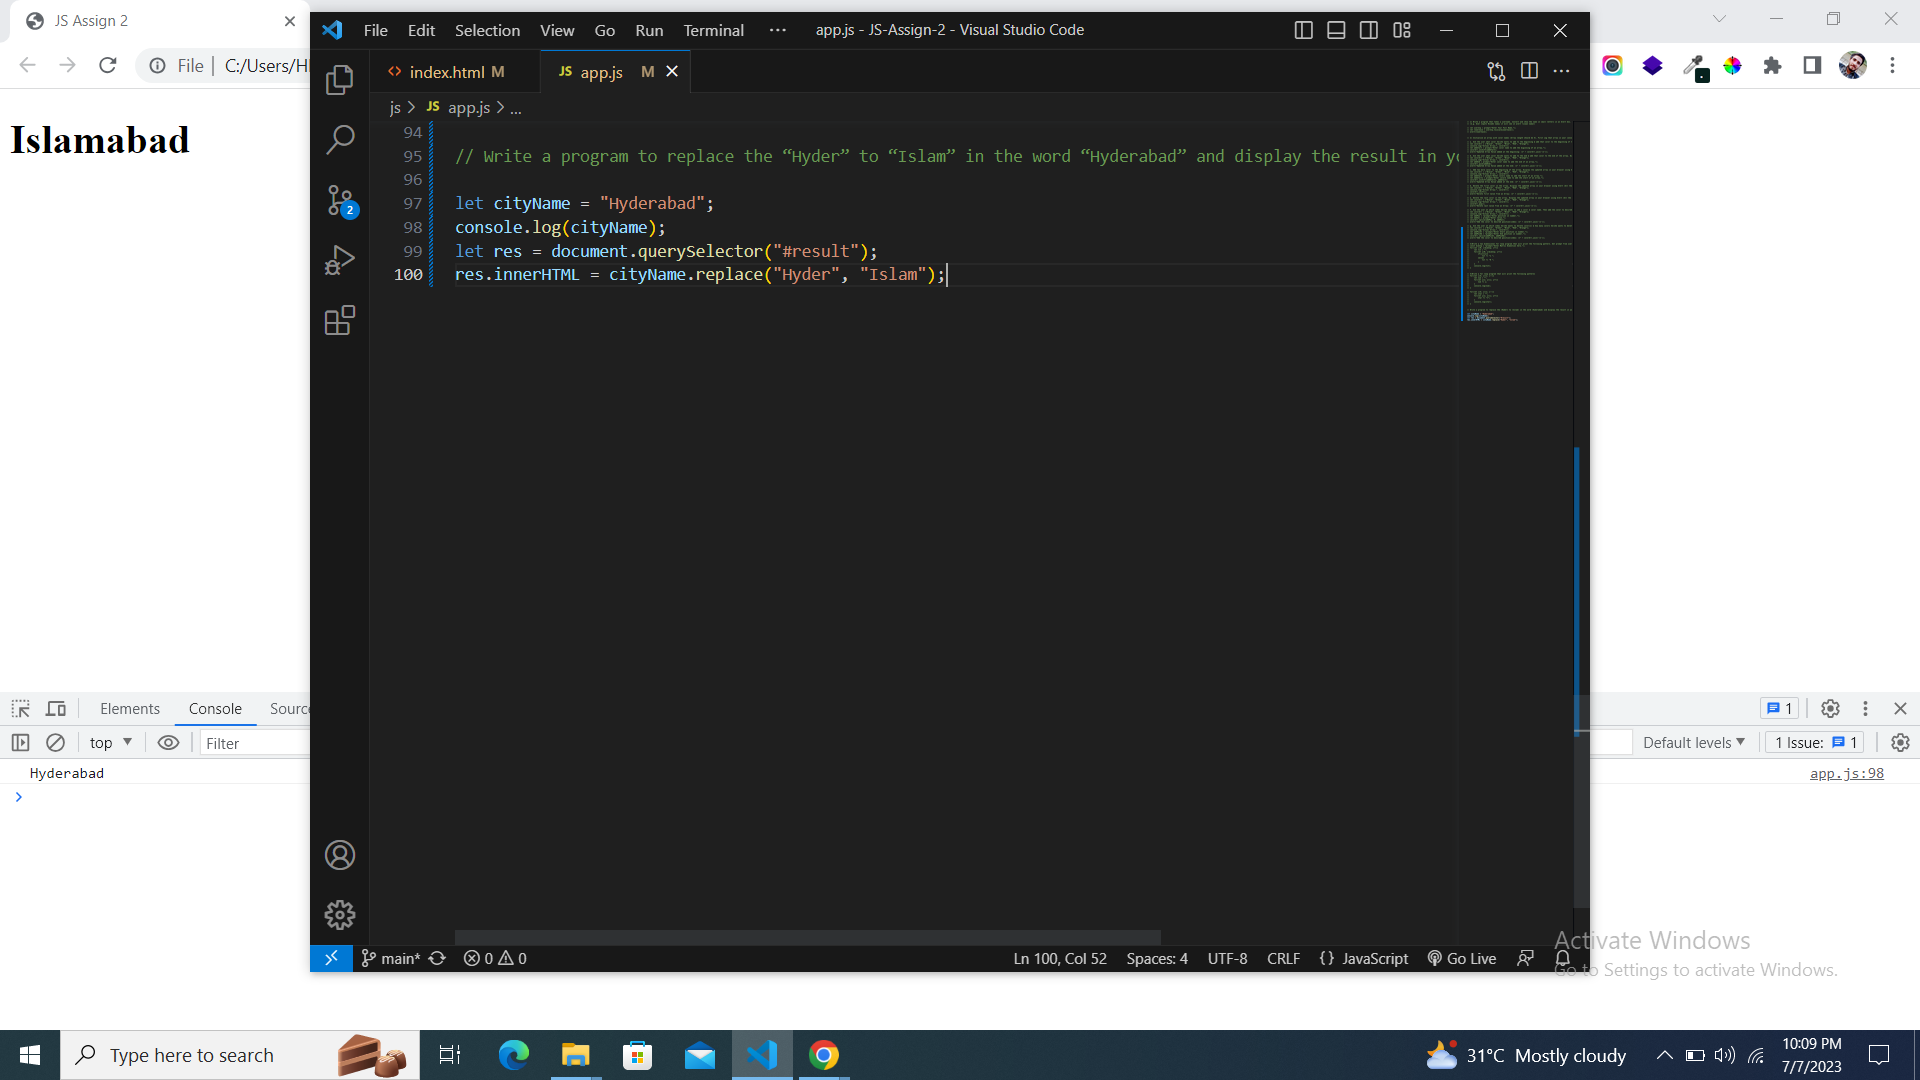 JS Assign 2
File
C:/Users/H
Islamabad
File Edit Selection View Go Run Terminal ···
app.js - JS-Assign-2 - Visual Studio Code
<> index.html M
JS app.js M
js > JS app.js > ...
94
95 // Write a program to replace the “Hyder” to “Islam” in the word “Hyderabad” and display the result in yo
96
97 let cityName = "Hyderabad";
98 console.log(cityName);
99 let res = document.querySelector("#result");
100 res.innerHTML = cityName.replace("Hyder", "Islam");
2
Elements Console Sourc
1
top
Filter
Default levels
1 Issue: 1
Hyderabad
app.js:98
>
main* 0 0
Ln 100, Col 52 Spaces: 4 UTF-8 CRLF {} JavaScript Go Live
Activate Windows
Go to Settings to activate Windows.
Type here to search
31°C Mostly cloudy
10:09 PM
7/7/2023